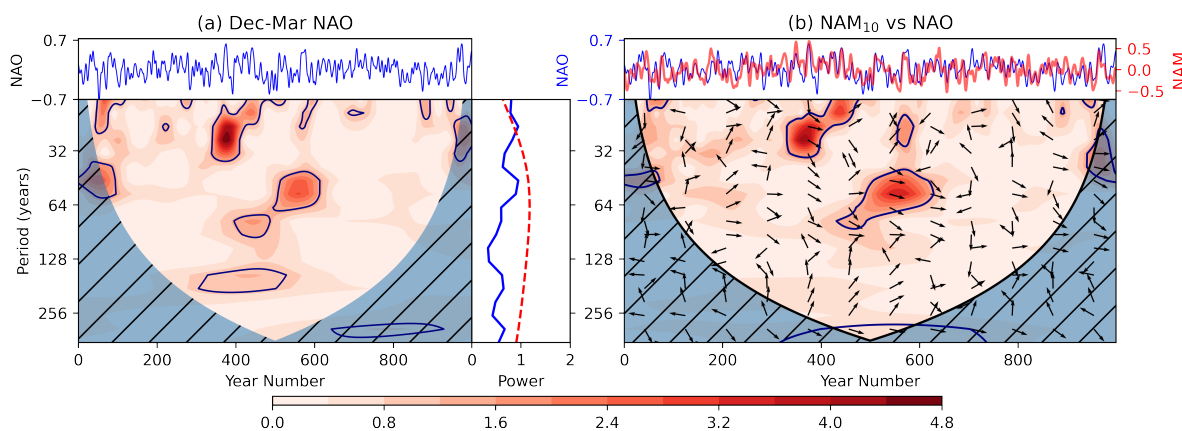 (a) Dec-Mar NAO
(b) NAM₁₀ vs NAO
0.7
NAO
−0.7
32
64
128
256
Period (years)
0 200 400 600 800 0 1 2
Year Number
Power
0.7
NAO
−0.7
0.5
0.0
−0.5
NAM
32
64
128
256
0 200 400 600 800
Year Number
0.0 0.8 1.6 2.4 3.2 4.0 4.8